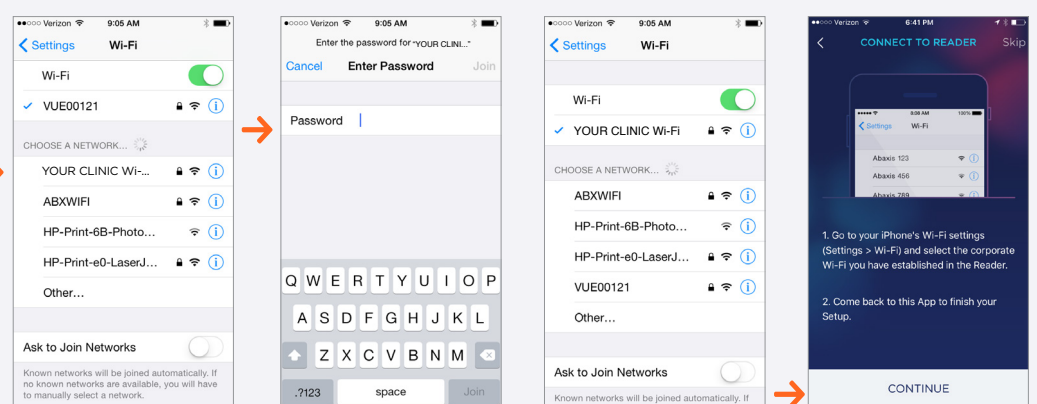 Verizon 9:05 AM
Settings Wi-Fi
Wi-Fi
VUE00121
CHOOSE A NETWORK...
YOUR CLINIC Wi-...
ABXWIFI
HP-Print-6B-Photo...
HP-Print-e0-LaserJ...
Other...
Ask to Join Networks
Known networks will be joined automatically. If
no known networks are available, you will have
to manually select a network.
Verizon 9:05 AM
Enter the password for "YOUR CLINI..."
Cancel Enter Password Join
Password
Q W E R T Y U I O P
A S D F G H J K L
Z X C V B N M
.?123 space Join
Verizon 9:05 AM
Settings Wi-Fi
Wi-Fi
YOUR CLINIC Wi-Fi
CHOOSE A NETWORK...
ABXWIFI
HP-Print-6B-Photo...
HP-Print-e0-LaserJ...
VUE00121
Other...
Ask to Join Networks
Known networks will be joined automatically. If
Verizon 6:41 PM
CONNECT TO READER Skip
9:08 AM 100%
Settings Wi-Fi
Abaxis 123
Abaxis 456
Abaxis 789
1. Go to your iPhone's Wi-Fi settings
(Settings > Wi-Fi) and select the corporate
Wi-Fi you have established in the Reader.
2. Come back to this App to finish your
Setup.
CONTINUE